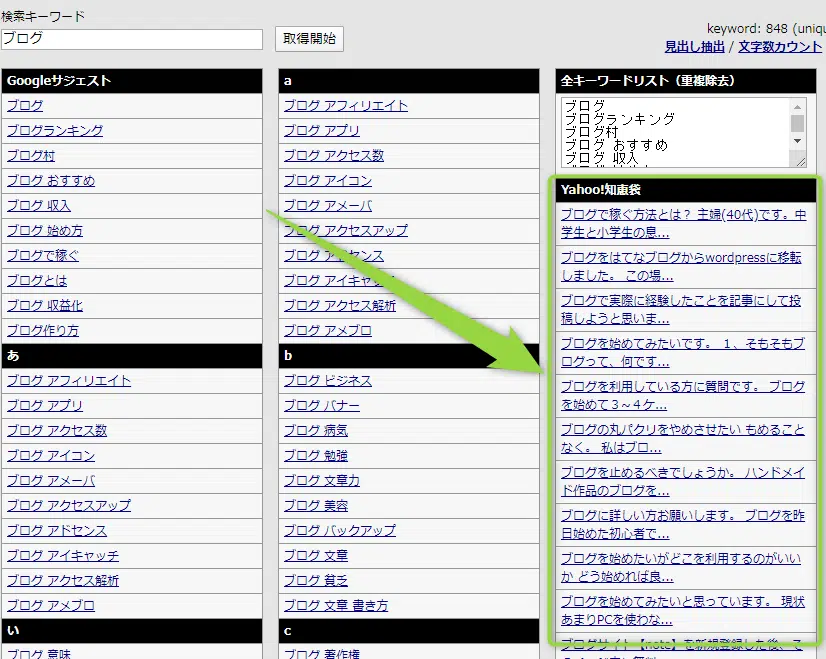 検索キーワード
ブログ
取得開始
keyword: 848 (uniqu
見出し抽出 / 文字数カウント
Googleサジェスト
ブログ
ブログランキング
ブログ村
ブログ おすすめ
ブログ 収入
ブログ 始め方
ブログで稼ぐ
ブログとは
ブログ 収益化
ブログ作り方
あ
ブログ アフィリエイト
ブログ アプリ
ブログ アクセス数
ブログ アイコン
ブログ アメーバ
ブログ アクセスアップ
ブログ アドセンス
ブログ アイキャッチ
ブログ アクセス解析
ブログ アメブロ
い
ブログ 意味
a
ブログ アフィリエイト
ブログ アプリ
ブログ アクセス数
ブログ アイコン
ブログ アメーバ
ブログ アクセスアップ
ブログ アドセンス
ブログ アイキャッチ
ブログ アクセス解析
ブログ アメブロ
b
ブログ ビジネス
ブログ バナー
ブログ 病気
ブログ 勉強
ブログ 文章力
ブログ 美容
ブログ バックアップ
ブログ 文章
ブログ 貧乏
ブログ 文章 書き方
c
ブログ 著作権
全キーワードリスト（重複除去）
ブログ
ブログランキング
ブログ村
ブログ おすすめ
ブログ 収入
Yahoo!知恵袋
ブログで稼ぐ方法とは？ 主婦(40代)です。中
学生と小学生の息...
ブログをはてなブログからwordpressに移転
しました。 この場...
ブログで実際に経験したことを記事にして投
稿しようと思いま...
ブログを始めてみたいです。 １、そもそもブ
ログって、何です...
ブログを利用している方に質問です。 ブログ
を始めて３～４ケ...
ブログの丸パクリをやめさせたい もめること
なく。 私はブロ...
ブログを止めるべきでしょうか。 ハンドメイ
ド作品のブログを...
ブログに詳しい方お願いします。 ブログを昨
日始めた初心者で...
ブログを始めたいがどこを利用するのがいい
か どう始めれば良...
ブログを始めてみたいと思っています。 現状
あまりPCを使わな...
ブログサイト【note】を新規登録した後、そ